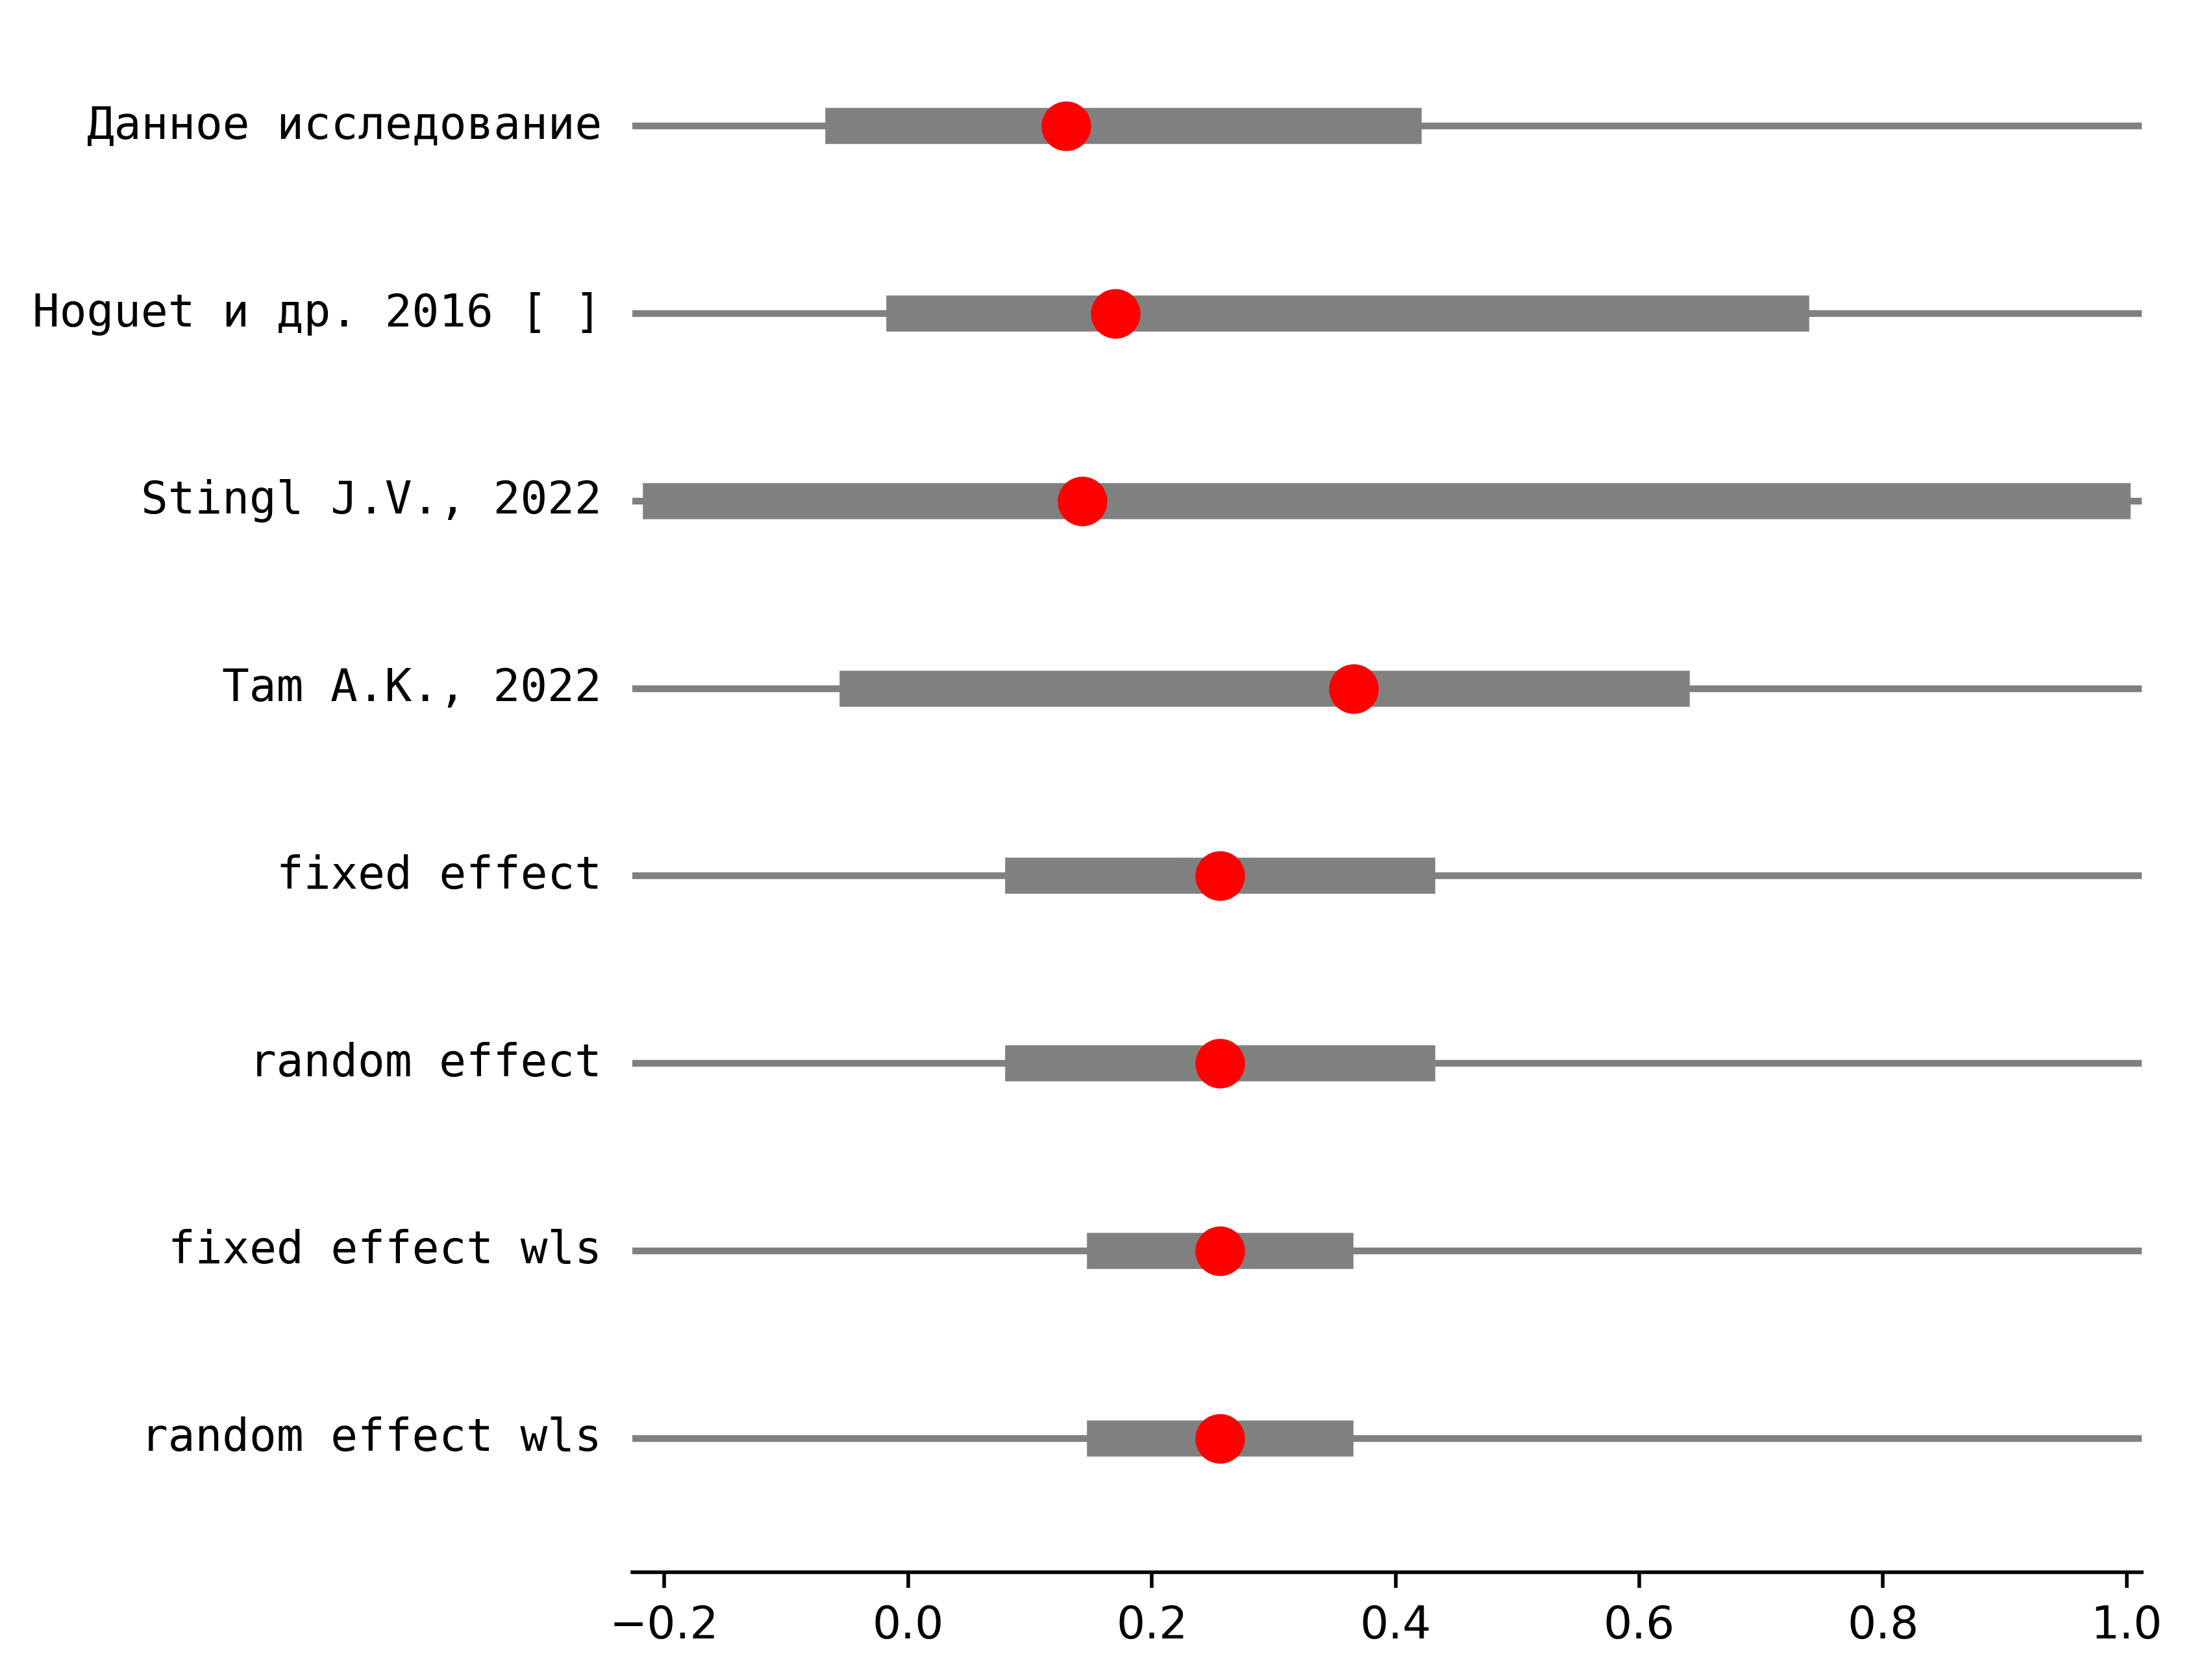 Данное исследование
Hoguet и др. 2016 [ ]
Stingl J.V., 2022
Tam A.K., 2022
fixed effect
random effect
fixed effect wls
random effect wls
−0.2 0.0 0.2 0.4 0.6 0.8 1.0